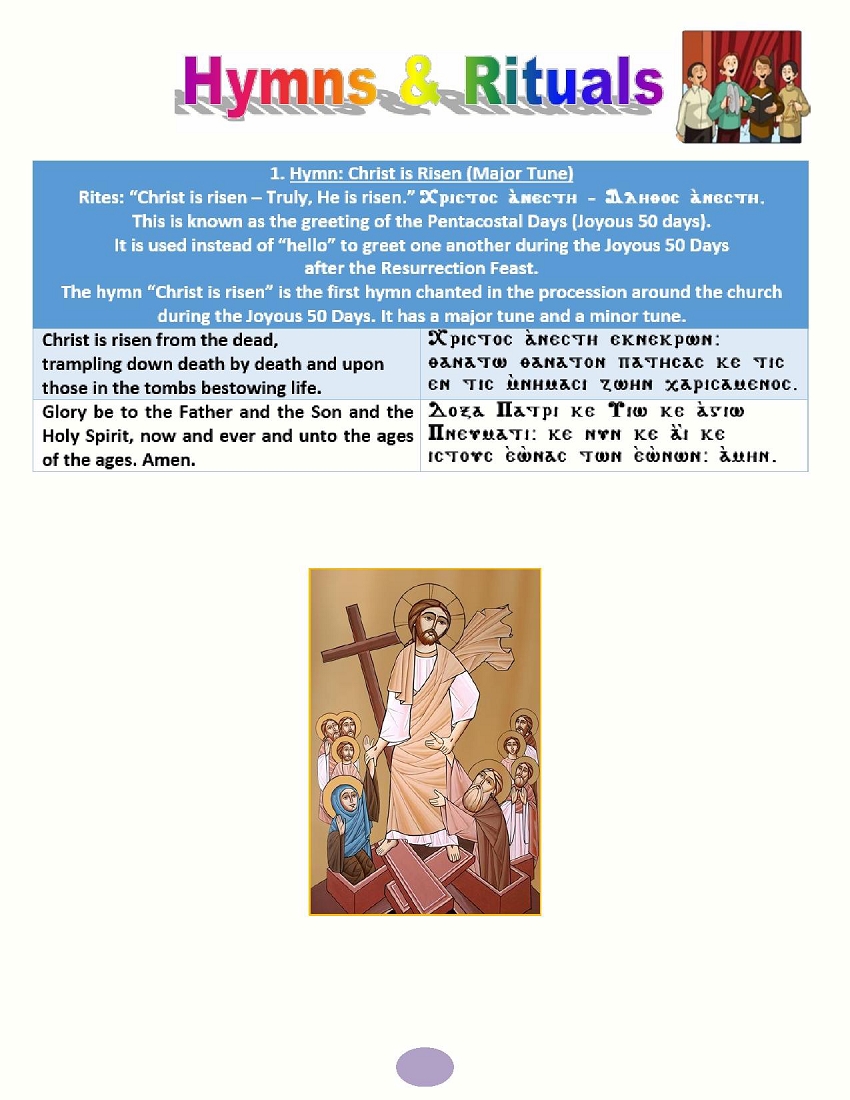 Hymns & Rituals
1. Hymn: Christ is Risen (Major Tune)
Rites: “Christ is risen – Truly, He is risen.” Ⲭⲣⲓⲥⲧⲟⲥ ⲁ̀ⲛⲉⲥⲧⲏ - Ⲁⲗⲏⲑⲟⲥ ⲁ̀ⲛⲉⲥⲧⲏ.
This is known as the greeting of the Pentacostal Days (Joyous 50 days).
It is used instead of “hello” to greet one another during the Joyous 50 Days
after the Resurrection Feast.
The hymn “Christ is risen” is the first hymn chanted in the procession around the church
during the Joyous 50 Days. It has a major tune and a minor tune.
Christ is risen from the dead,
trampling down death by death and upon
those in the tombs bestowing life.
Ⲭⲣⲓⲥⲧⲟⲥ ⲁ̀ⲛⲉⲥⲧⲏ ⲉⲕⲛⲉⲕⲣⲱⲛ:
ⲑⲁⲛⲁⲧⲱ ⲑⲁⲛⲁⲧⲟⲛ ⲡⲁⲧⲏⲥⲁⲥ ⲕⲉ ⲧⲓⲥ
ⲉⲛ ⲧⲓⲥ ⲙ̀ⲛⲏⲙⲁⲥⲓ ⲍⲱⲏⲛ ⲭⲁⲣⲓⲥⲁⲙⲉⲛⲟⲥ.
Glory be to the Father and the Son and the
Holy Spirit, now and ever and unto the ages
of the ages. Amen.
Ⲇⲟⲝⲁ Ⲡⲁⲧⲣⲓ ⲕⲉ Ⲩⲓⲱ ⲕⲉ ⲁ̀ⲅⲓⲱ
Ⲡⲛⲉⲩⲙⲁⲧⲓ: ⲕⲉ ⲛⲩⲛ ⲕⲉ ⲁ̀ⲓ̀ ⲕⲉ
ⲓⲥⲧⲟⲩⲥ ⲉ̀ⲱ̀ⲛⲁⲥ ⲧⲱⲛ ⲉ̀ⲱ̀ⲛⲱⲛ: ⲁ̀ⲙⲏⲛ.